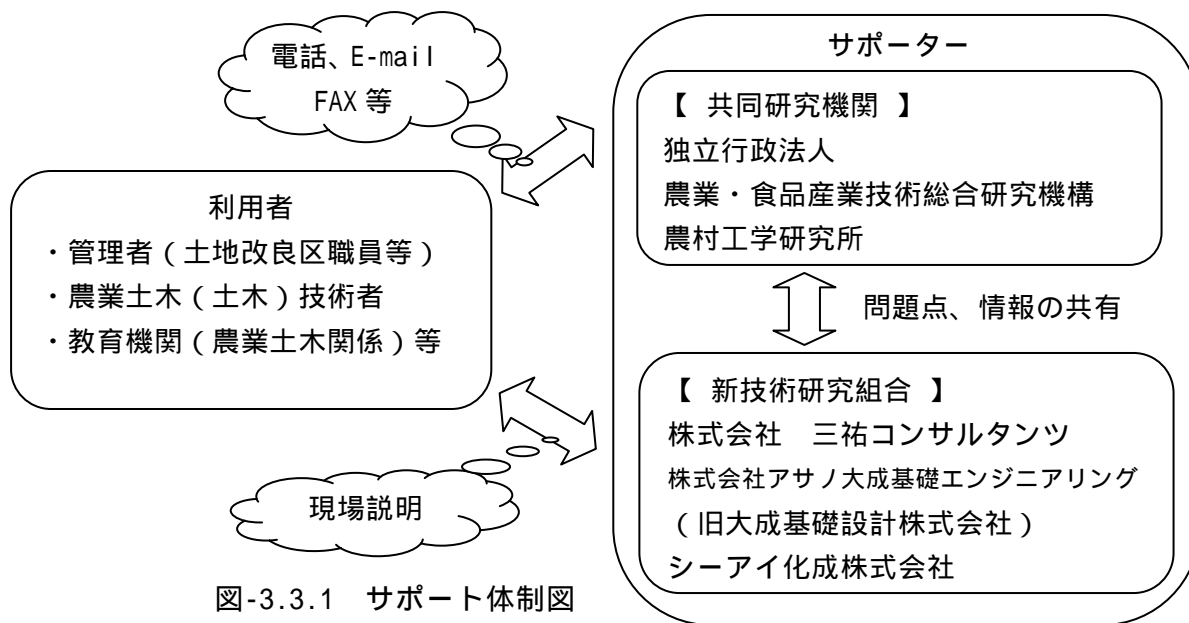 電話、E-mail
FAX 等
利用者
・管理者(土地改良区職員等)
・農業土木(土木)技術者
・教育機関(農業土木関係)等
現場説明
サポーター
【 共同研究機関 】
独立行政法人
農業・食品産業技術総合研究機構
農村工学研究所
問題点、情報の共有
【 新技術研究組合 】
株式会社 三祐コンサルタンツ
株式会社アサノ大成基礎エンジニアリング
(旧大成基礎設計株式会社)
シーアイ化成株式会社
図-3.3.1 サポート体制図